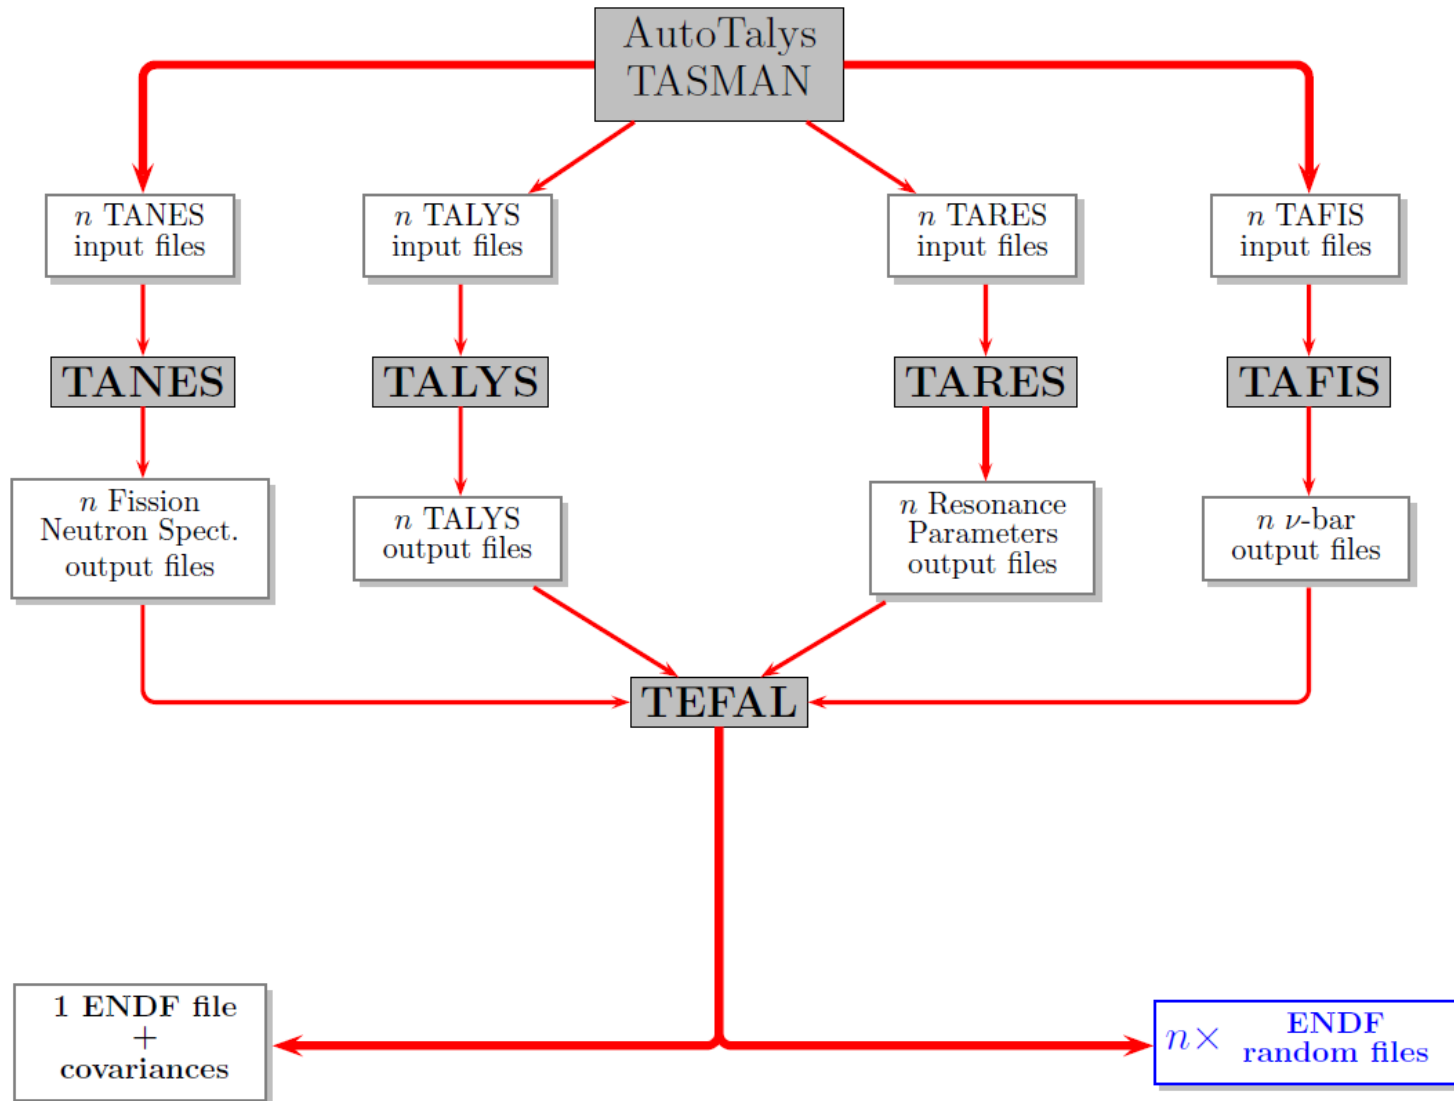 AutoTalys
TASMAN
n TANES
input files
n TALYS
input files
n TARES
input files
n TAFIS
input files
TANES
TALYS
TARES
TAFIS
n Fission
Neutron Spect.
output files
n TALYS
output files
n Resonance
Parameters
output files
n ν-bar
output files
TEFAL
1 ENDF file
+
covariances
n× ENDF
random files